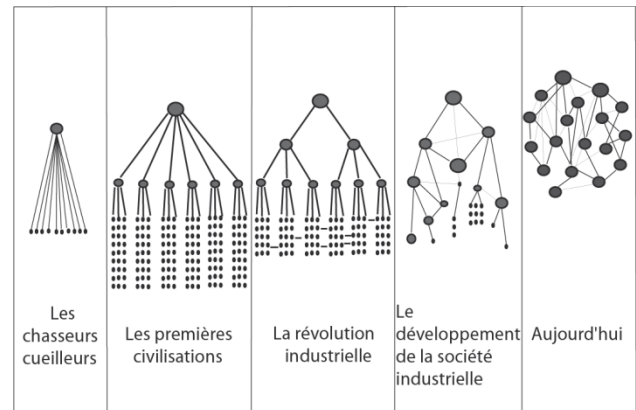 Les
chasseurs
cueilleurs
Les premières
civilisations
La révolution
industrielle
Le
développement
de la société
industrielle
Aujourd'hui